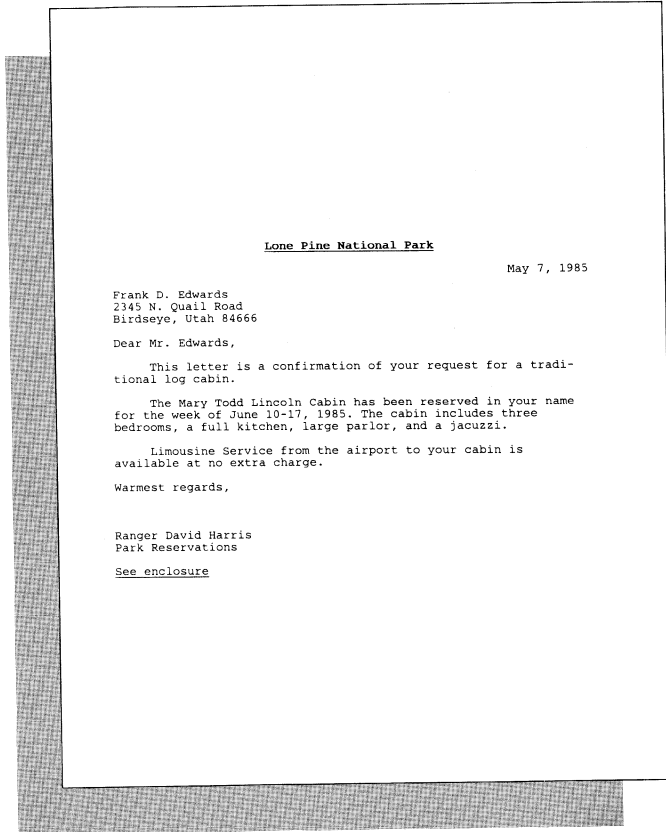 Lone Pine National Park
May 7, 1985
Frank D. Edwards
2345 N. Quail Road
Birdseye, Utah 84666
Dear Mr. Edwards,
This letter is a confirmation of your request for a tradi-
tional log cabin.
The Mary Todd Lincoln Cabin has been reserved in your name
for the week of June 10-17, 1985. The cabin includes three
bedrooms, a full kitchen, large parlor, and a jacuzzi.
Limousine Service from the airport to your cabin is
available at no extra charge.
Warmest regards,
Ranger David Harris
Park Reservations
See enclosure